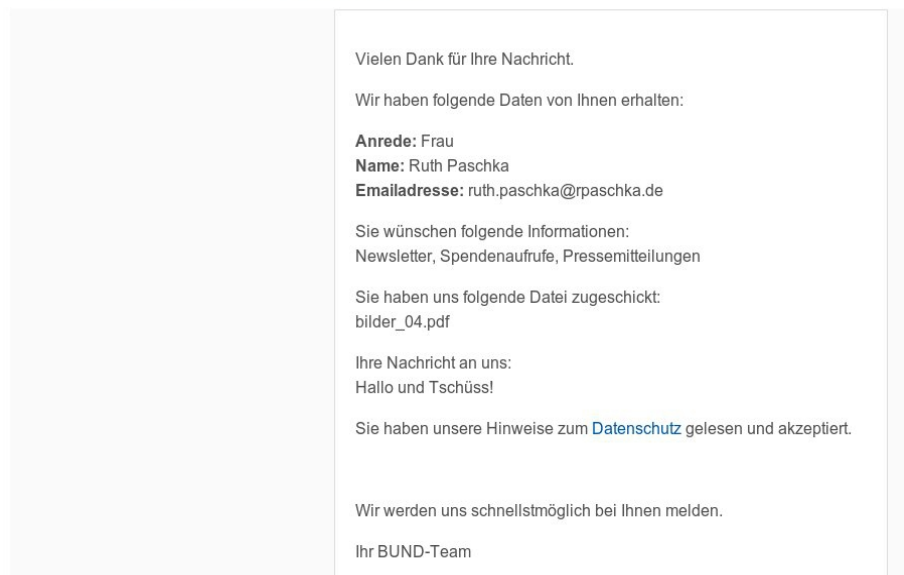 Vielen Dank für Ihre Nachricht.
Wir haben folgende Daten von Ihnen erhalten:
Anrede: Frau
Name: Ruth Paschka
Emailadresse: ruth.paschka@rpaschka.de
Sie wünschen folgende Informationen:
Newsletter, Spendenaufrufe, Pressemitteilungen
Sie haben uns folgende Datei zugeschickt:
bilder_04.pdf
Ihre Nachricht an uns:
Hallo und Tschüss!
Sie haben unsere Hinweise zum Datenschutz gelesen und akzeptiert.
Wir werden uns schnellstmöglich bei Ihnen melden.
Ihr BUND-Team